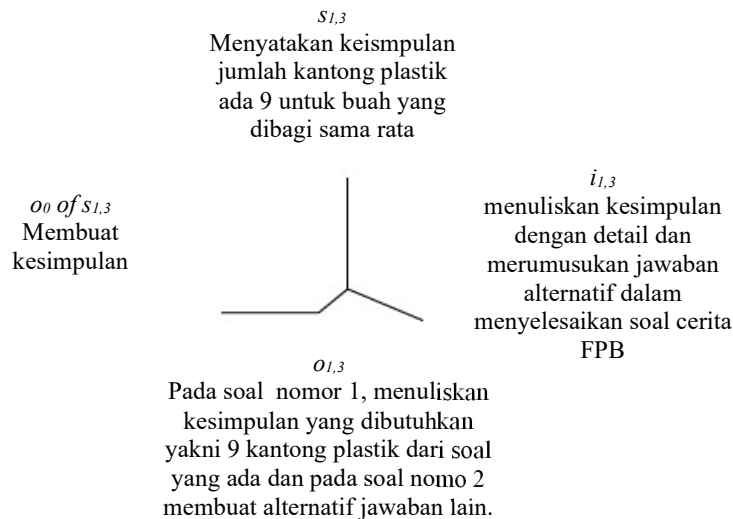 s1,3
Menyatakan keismpulan
jumlah kantong plastik
ada 9 untuk buah yang
dibagi sama rata
o0 of s1,3
Membuat
kesimpulan
i1,3
menuliskan kesimpulan
dengan detail dan
merumusukan jawaban
alternatif dalam
menyelesaikan soal cerita
FPB
o1,3
Pada soal nomor 1, menuliskan
kesimpulan yang dibutuhkan
yakni 9 kantong plastik dari soal
yang ada dan pada soal nomo 2
membuat alternatif jawaban lain.